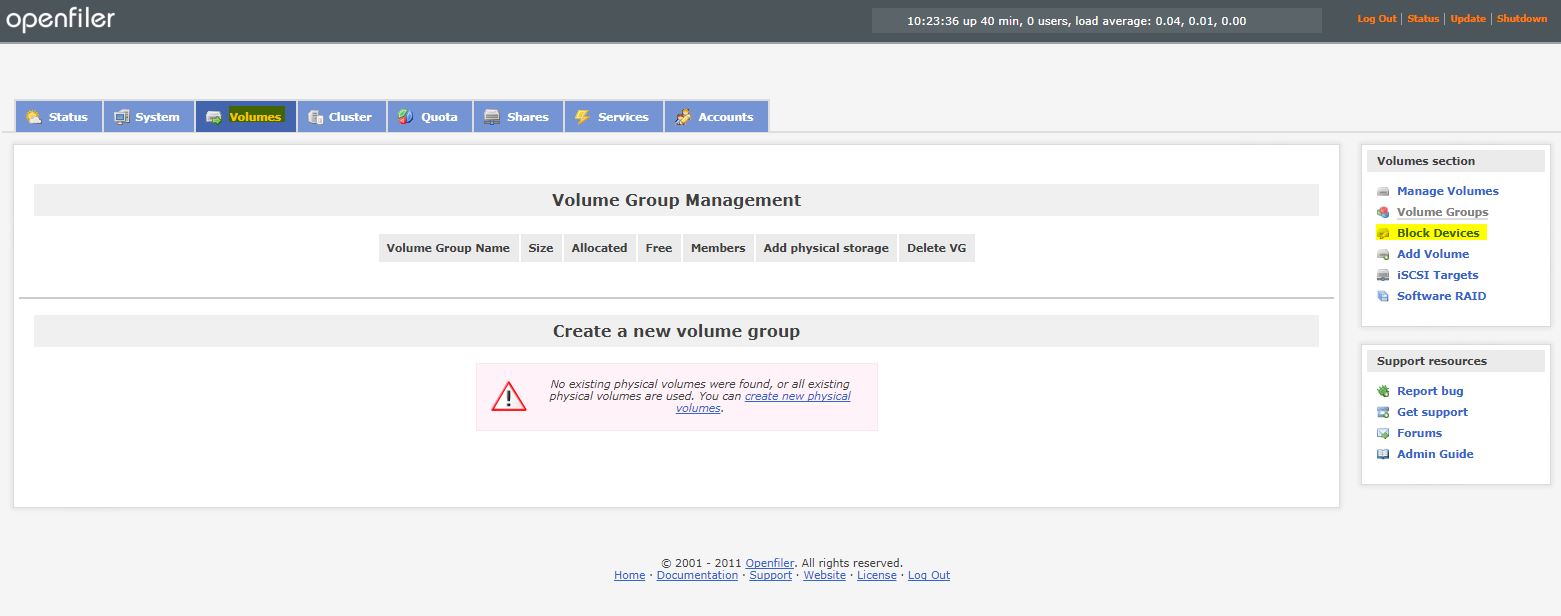 openfiler
10:23:36 up 40 min, 0 users, load average: 0.04, 0.01, 0.00
Log Out | Status | Update | Shutdown
Status System Volumes Cluster Quota Shares Services Accounts
Volume Group Management
Volume Group Name Size Allocated Free Members Add physical storage Delete VG
Create a new volume group
No existing physical volumes were found, or all existing
physical volumes are used. You can create new physical
volumes.
Volumes section
Manage Volumes
Volume Groups
Block Devices
Add Volume
iSCSI Targets
Software RAID
Support resources
Report bug
Get support
Forums
Admin Guide
© 2001 - 2011 Openfiler. All rights reserved.
Home · Documentation · Support · Website · License · Log Out